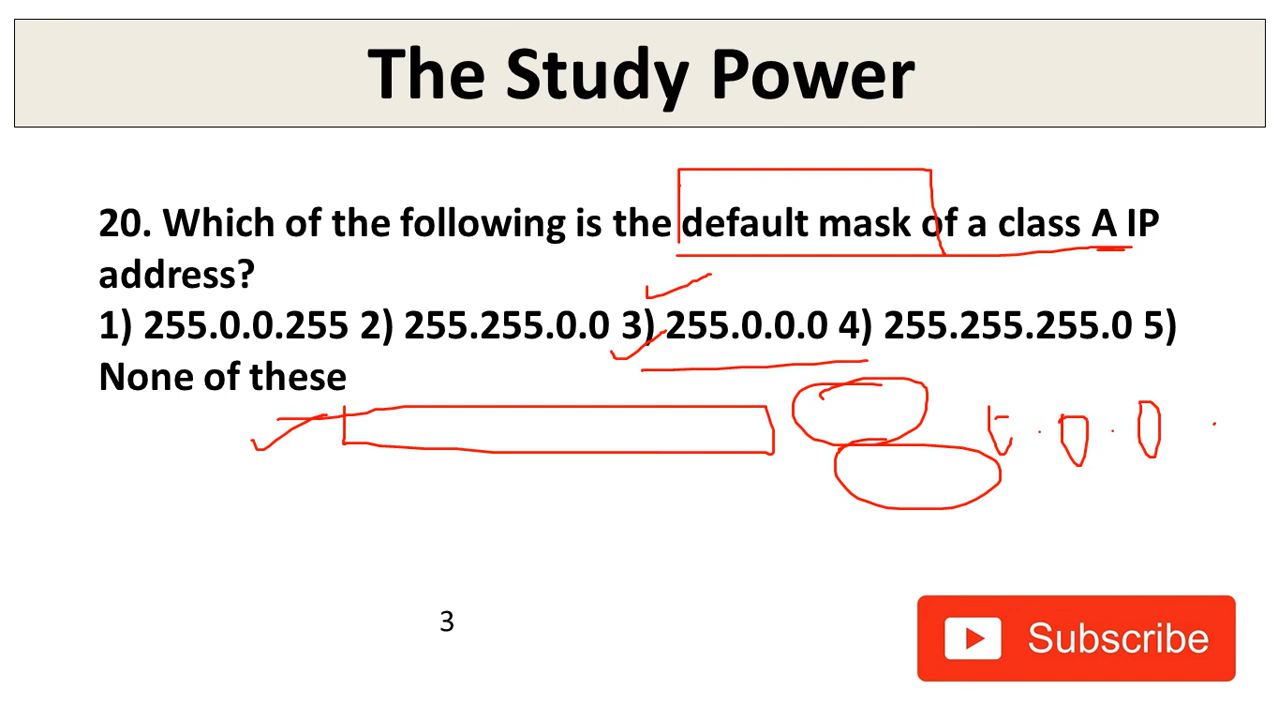 The Study Power
20. Which of the following is the default mask of a class A IP
address?
1) 255.0.0.255 2) 255.255.0.0 3) 255.0.0.0 4) 255.255.255.0 5)
None of these
3
Subscribe